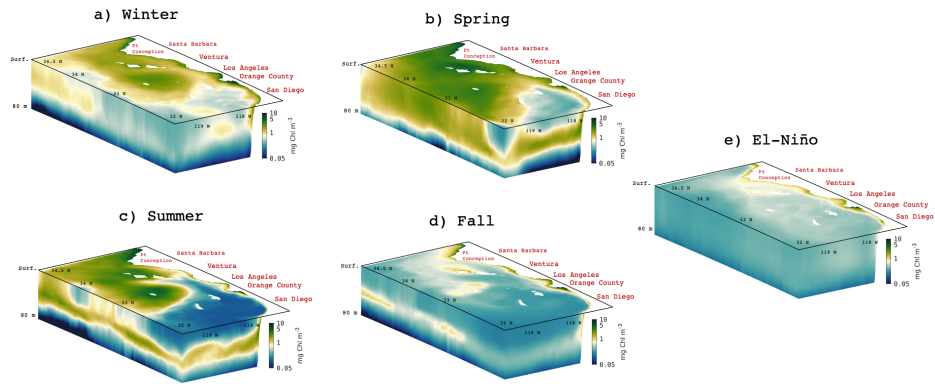 a) Winter
Surf.
34.5 N
34 N
33 N
32 N
119 W
118 W
80 m
Pt
Conception
Santa Barbara
Ventura
Los Angeles
Orange County
San Diego
10
5
1
0.05
mg Chl m-3
b) Spring
Surf.
34.5 N
34 N
33 N
32 N
119 W
118 W
80 m
Pt
Conception
Santa Barbara
Ventura
Los Angeles
Orange County
San Diego
10
5
1
0.05
mg Chl m-3
c) Summer
Surf.
34.5 N
34 N
33 N
32 N
119 W
118 W
80 m
Pt
Conception
Santa Barbara
Ventura
Los Angeles
Orange County
San Diego
10
5
1
0.05
mg Chl m-3
d) Fall
Surf.
34.5 N
34 N
33 N
32 N
119 W
118 W
80 m
Pt
Conception
Santa Barbara
Ventura
Los Angeles
Orange County
San Diego
10
5
1
0.05
mg Chl m-3
e) El-Niño
Surf.
34.5 N
34 N
33 N
32 N
119 W
118 W
80 m
Pt
Conception
Santa Barbara
Ventura
Los Angeles
Orange County
San Diego
10
5
1
0.05
mg Chl m-3